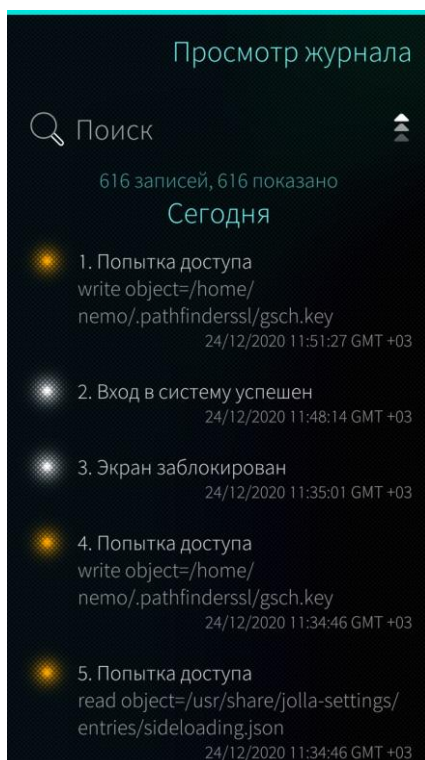 Просмотр журнала
Поиск
616 записей, 616 показано
Сегодня
1. Попытка доступа
write object=/home/
nemo/.pathfinderssl/gsch.key
24/12/2020 11:51:27 GMT +03
2. Вход в систему успешен
24/12/2020 11:48:14 GMT +03
3. Экран заблокирован
24/12/2020 11:35:01 GMT +03
4. Попытка доступа
write object=/home/
nemo/.pathfinderssl/gsch.key
24/12/2020 11:34:46 GMT +03
5. Попытка доступа
read object=/usr/share/jolla-settings/
entries/sideloading.json
24/12/2020 11:34:46 GMT +03